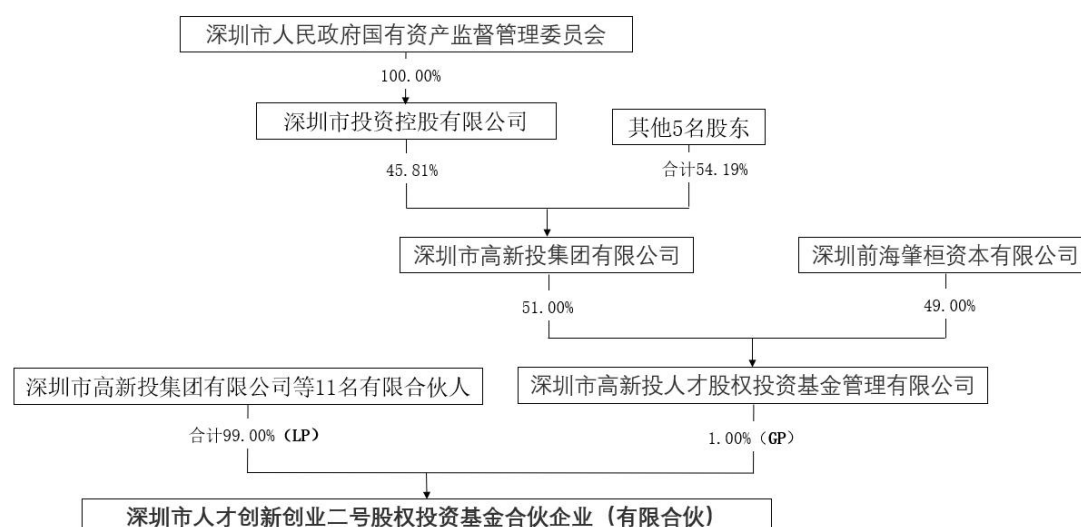 深圳市人民政府国有资产监督管理委员会
100.00%
深圳市投资控股有限公司
其他5名股东
45.81%
合计54.19%
深圳市高新投集团有限公司
深圳前海肇桓资本有限公司
51.00%
49.00%
深圳市高新投集团有限公司等11名有限合伙人
深圳市高新投人才股权投资基金管理有限公司
合计99.00%（LP）
1.00%（GP）
深圳市人才创新创业二号股权投资基金合伙企业（有限合伙）